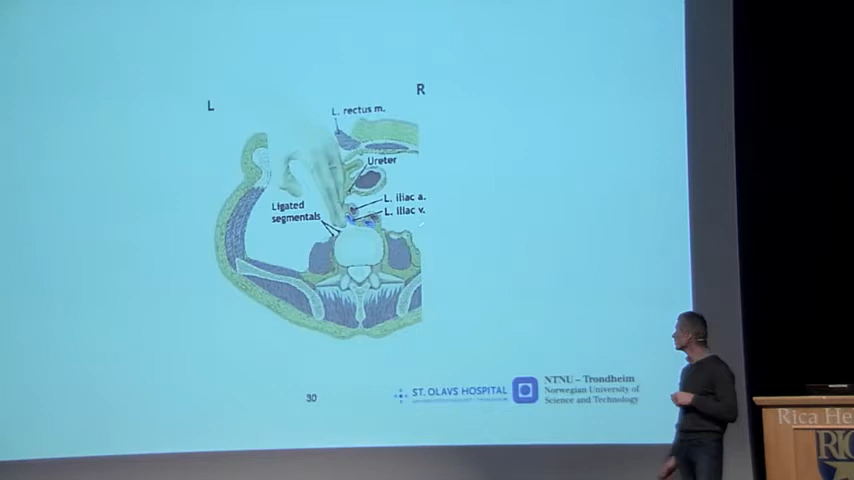 L
R
L. rectus m.
Ureter
L. iliac a.
L. iliac v.
Ligated
segmentals
30
ST. OLAVS HOSPITAL
NTNU – Trondheim
Norwegian University of
Science and Technology
Rica He
RIC